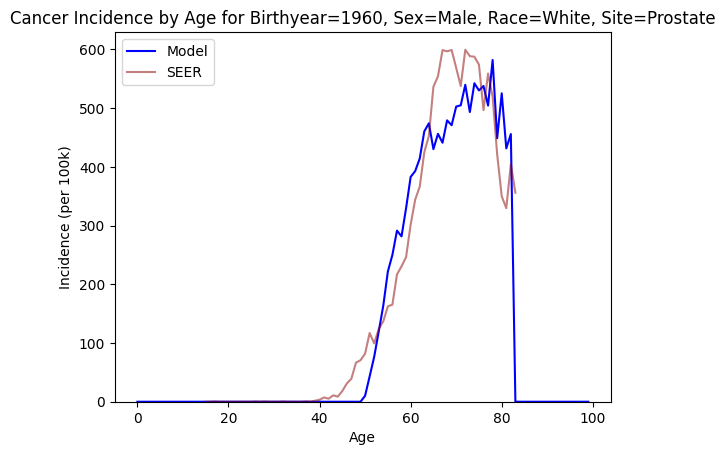 Cancer Incidence by Age for Birthyear=1960, Sex=Male, Race=White, Site=Prostate
Model
SEER
600
500
400
300
200
100
0
Incidence (per 100k)
0 20 40 60 80 100
Age